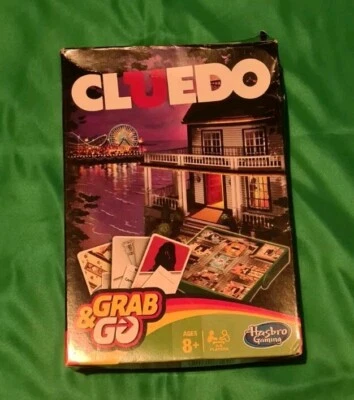 CLUEDO
GRAB
& GO
AGES
8+
Hasbro
Gaming